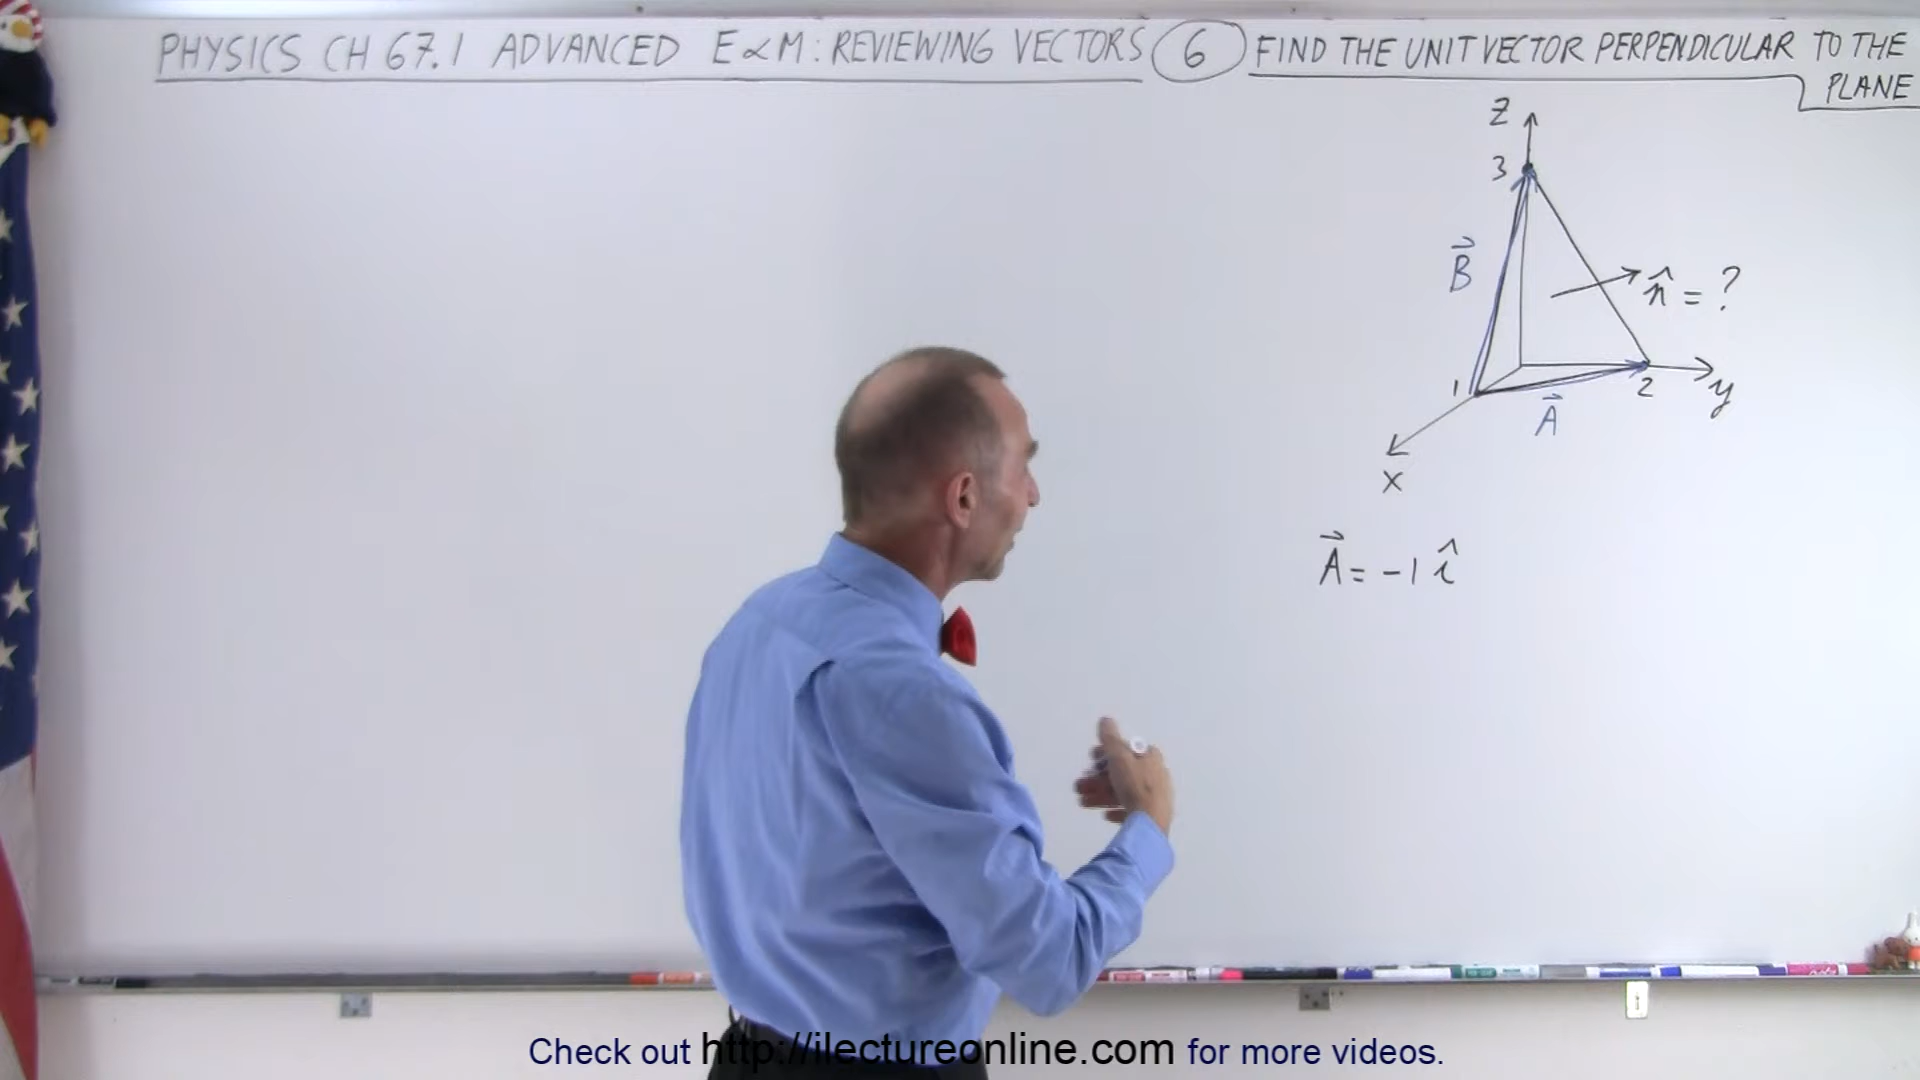 PHYSICS CH 67.1 ADVANCED E & M: REVIEWING VECTORS 6 FIND THE UNIT VECTOR PERPENDICULAR TO THE
PLANE
Z
3
B⃗
n̂ = ?
1
2
y
A⃗
X
A⃗ = -1 î
Check out http://ilectureonline.com for more videos.